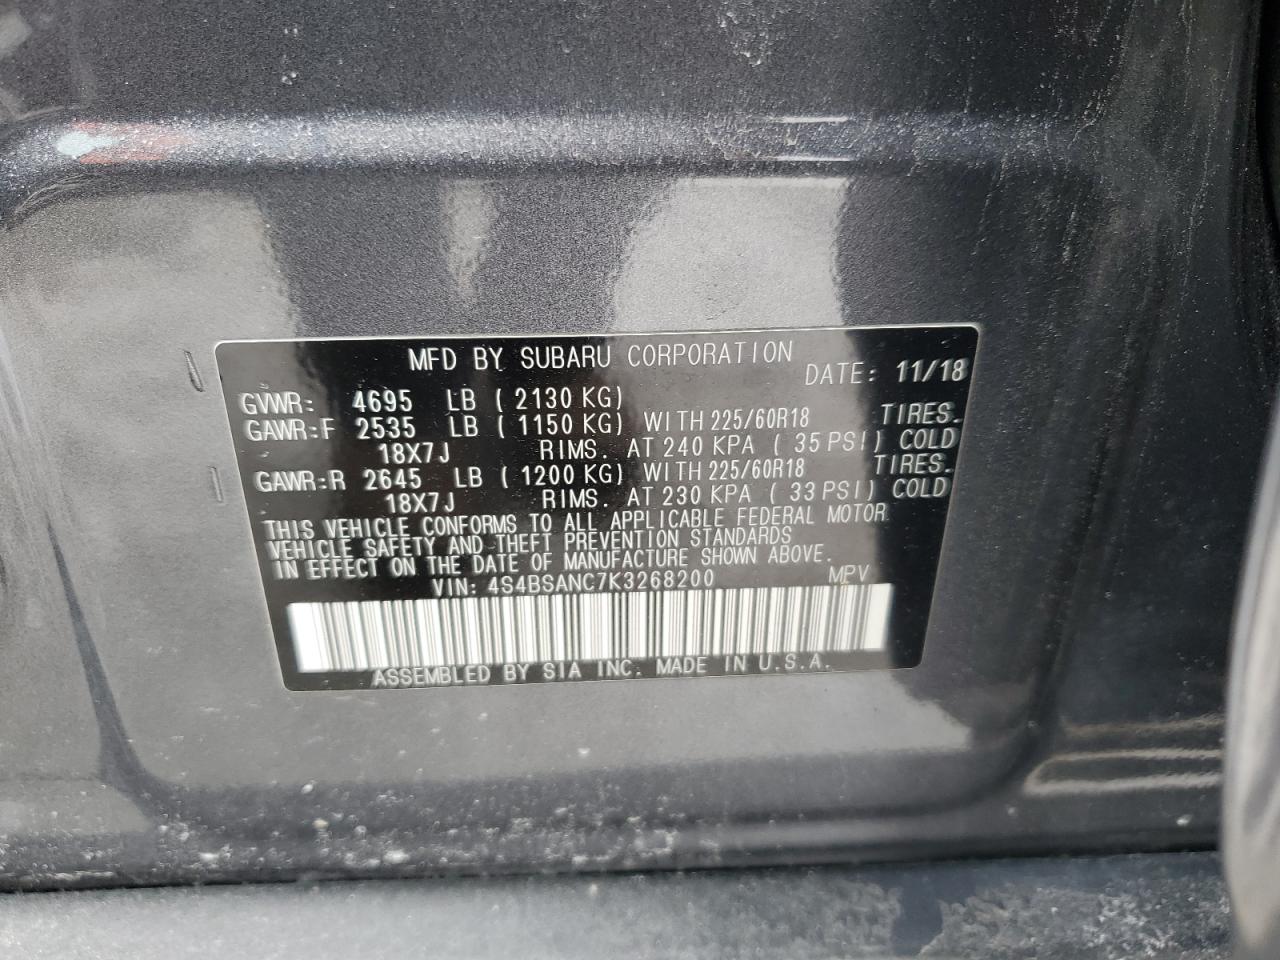 MFD BY SUBARU CORPORATION
DATE: 11/18
GVWR: 4695 LB ( 2130 KG)
GAWR:F 2535 LB ( 1150 KG) WITH 225/60R18 TIRES.
18X7J RIMS. AT 240 KPA ( 35 PSI) COLD
GAWR:R 2645 LB ( 1200 KG) WITH 225/60R18 TIRES.
18X7J RIMS. AT 230 KPA ( 33 PSI) COLD
THIS VEHICLE CONFORMS TO ALL APPLICABLE FEDERAL MOTOR
VEHICLE SAFETY AND THEFT PREVENTION STANDARDS
IN EFFECT ON THE DATE OF MANUFACTURE SHOWN ABOVE.
VIN: 4S4BSANC7K3268200 MPV
ASSEMBLED BY SIA INC. MADE IN U.S.A.